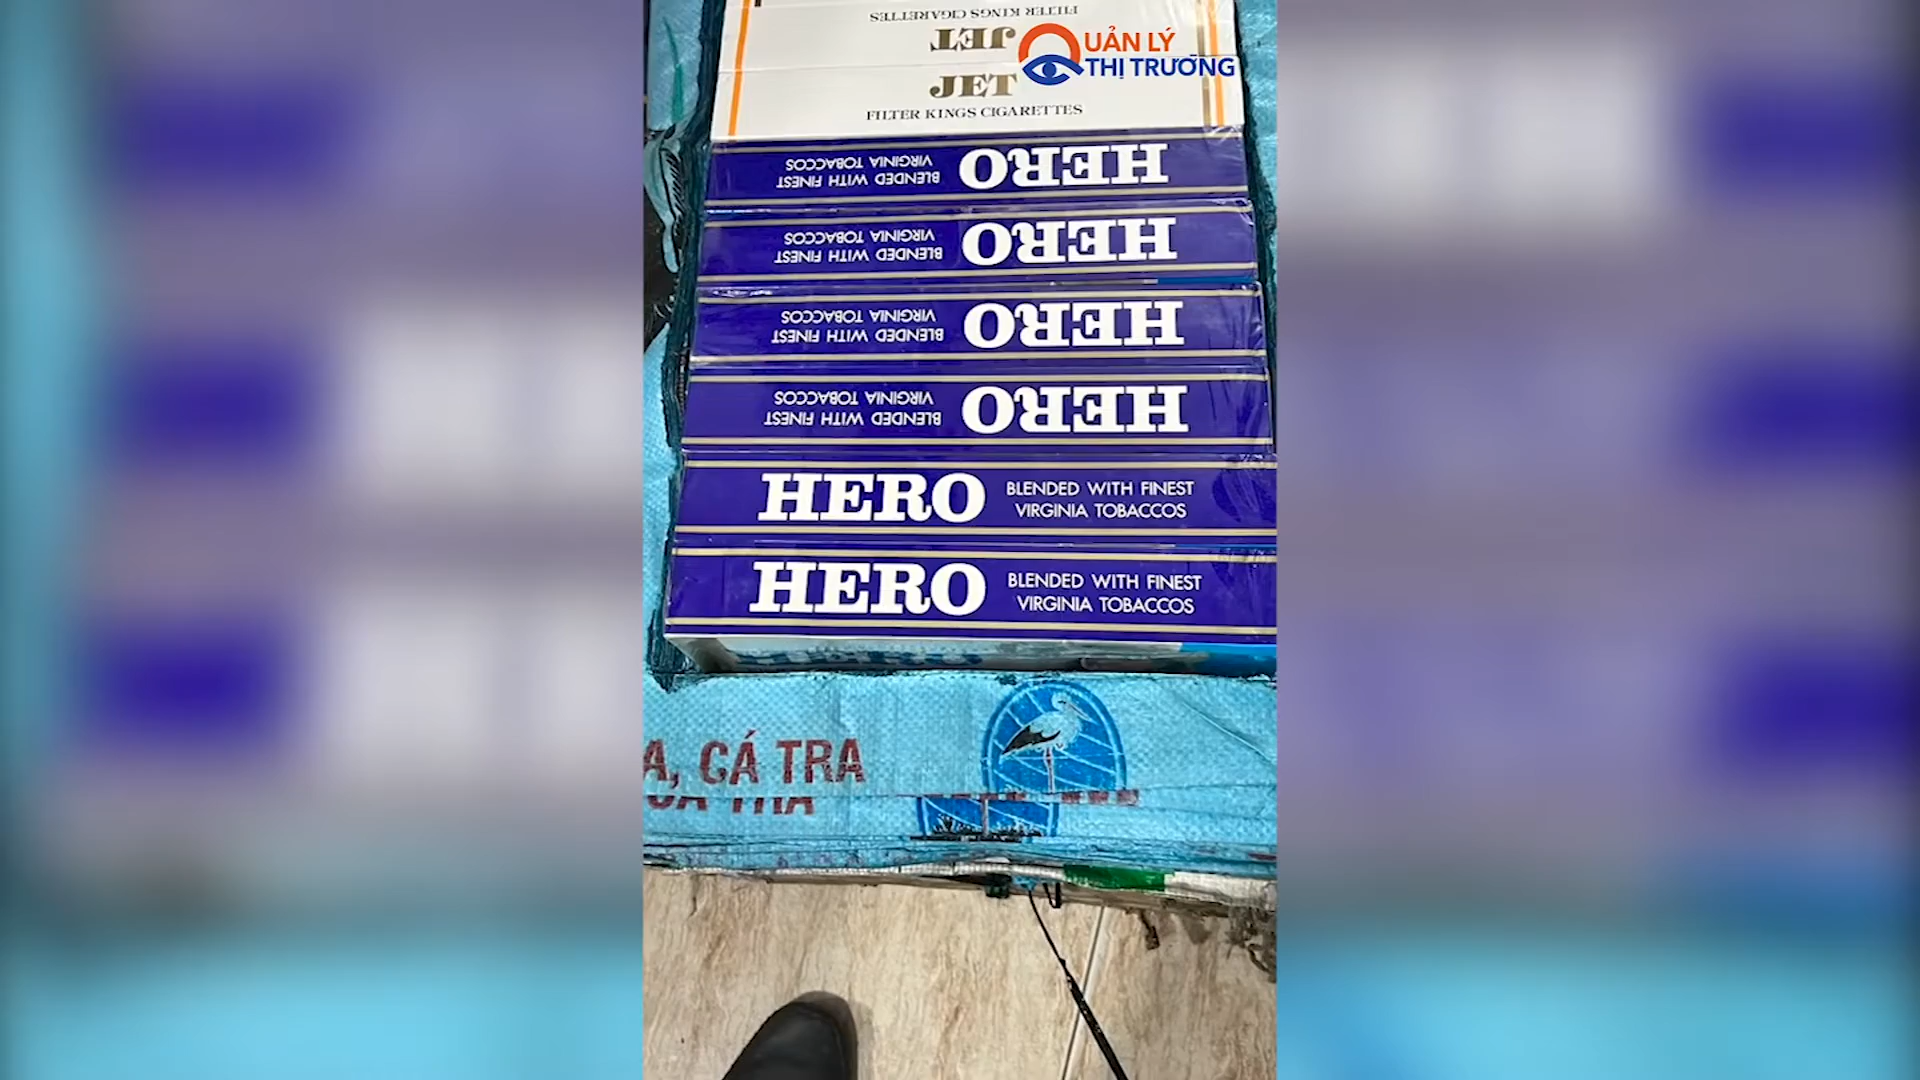 FILTER KINGS CIGARETTES
JET
UẢN LÝ
THỊ TRƯỜNG
JET
FILTER KINGS CIGARETTES
HERO
BLENDED WITH FINEST
VIRGINIA TOBACCOS
HERO
BLENDED WITH FINEST
VIRGINIA TOBACCOS
HERO
BLENDED WITH FINEST
VIRGINIA TOBACCOS
HERO
BLENDED WITH FINEST
VIRGINIA TOBACCOS
HERO
BLENDED WITH FINEST
VIRGINIA TOBACCOS
HERO
BLENDED WITH FINEST
VIRGINIA TOBACCOS
A, CÁ TRA
CÁ TRA